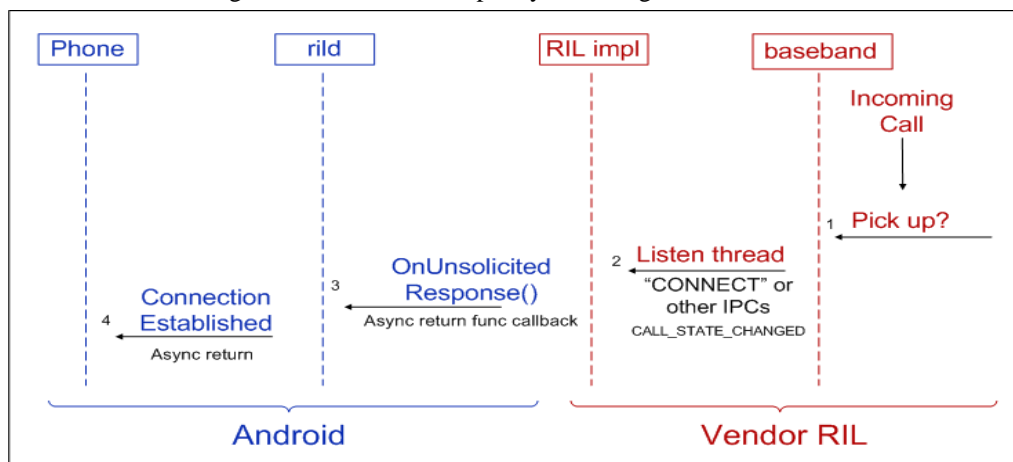 Phone
rild
RIL impl
baseband
Incoming
Call
1
Pick up?
2
Listen thread
"CONNECT" or
other IPCs
CALL_STATE_CHANGED
3
OnUnsolicited
Response()
Async return func callback
4
Connection
Established
Async return
Android
Vendor RIL